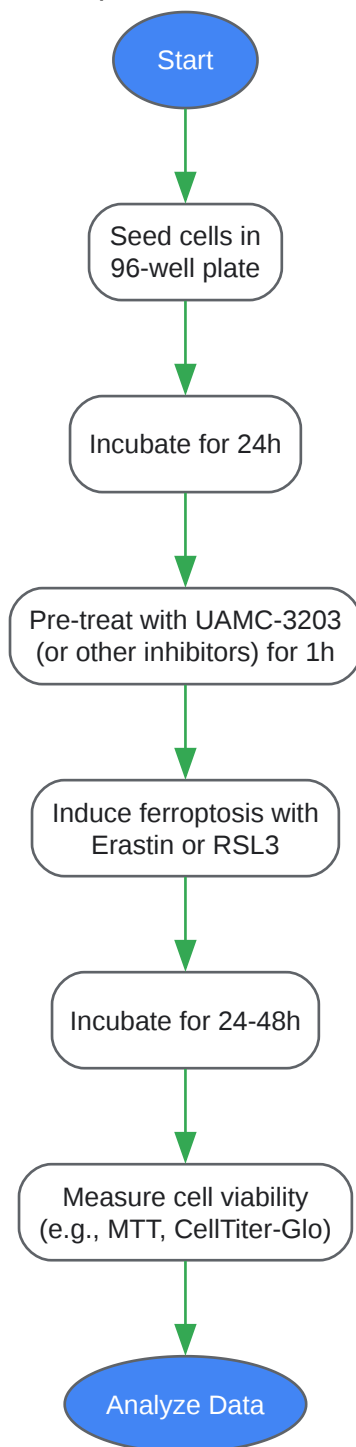 Start
Seed cells in
96-well plate
Incubate for 24h
Pre-treat with UAMC-3203
(or other inhibitors) for 1h
Induce ferroptosis with
Erastin or RSL3
Incubate for 24-48h
Measure cell viability
(e.g., MTT, CellTiter-Glo)
Analyze Data